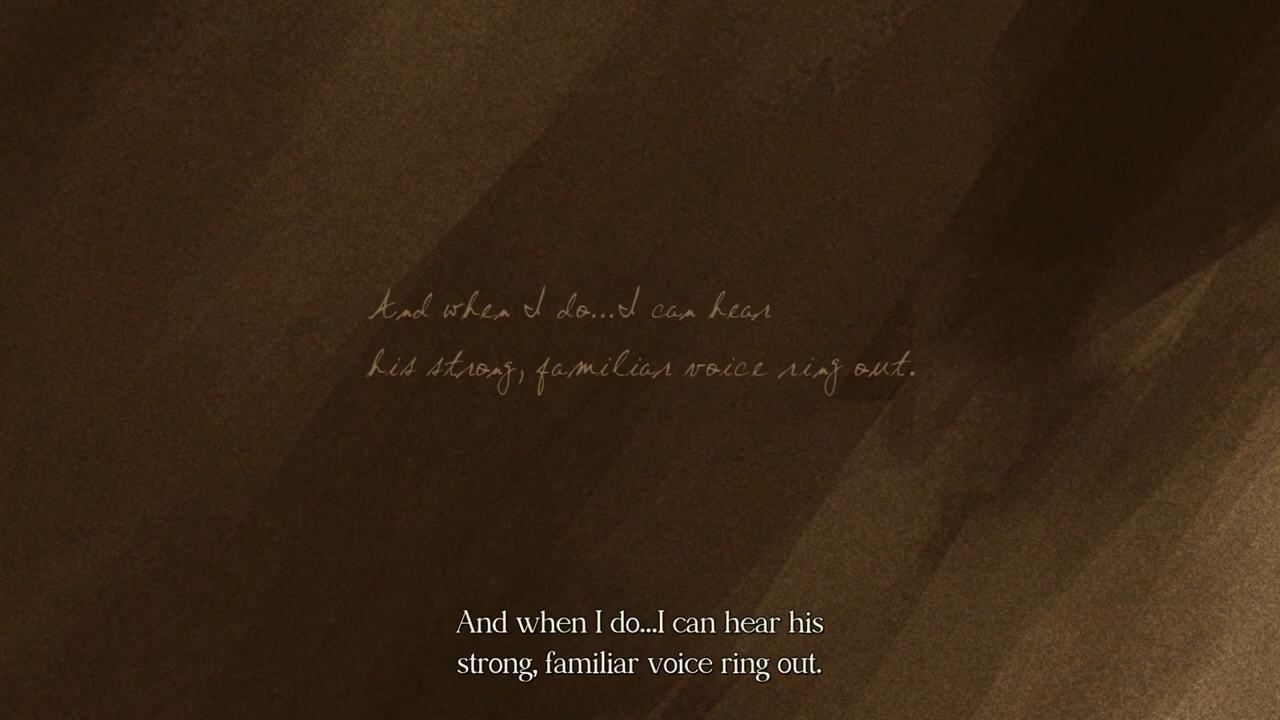 And when I do...I can hear
his strong, familiar voice ring out.
And when I do...I can hear his
strong, familiar voice ring out.